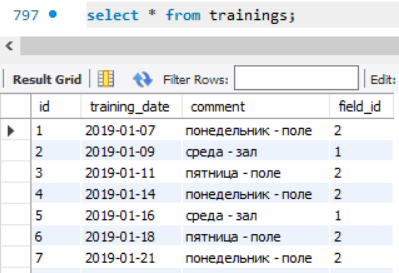 797 select * from trainings;
Result Grid Filter Rows: Edit:
id training_date comment field_id
1 2019-01-07 понедельник - поле 2
2 2019-01-09 среда - зал 1
3 2019-01-11 пятница - поле 2
4 2019-01-14 понедельник - поле 2
5 2019-01-16 среда - зал 1
6 2019-01-18 пятница - поле 2
7 2019-01-21 понедельник - поле 2